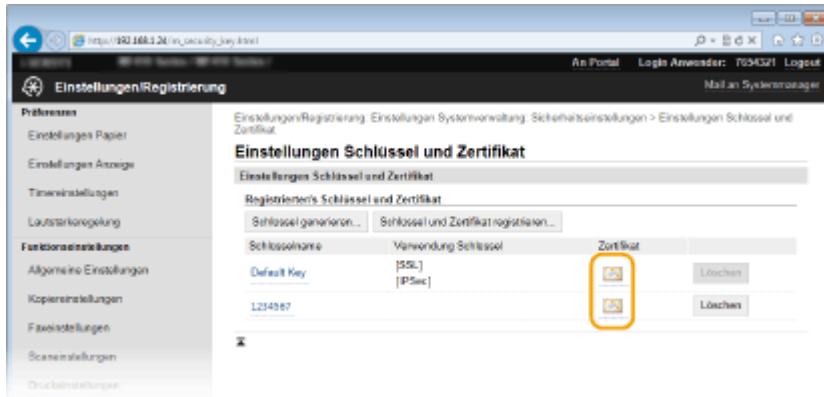 http://192.168.1.24/m_security_key.html
An Portal Login Anwender: 7654321 Logout
Einstellungen/Registrierung
Mail an Systemmanager
Präferenzen
Einstellungen Papier
Einstellungen Anzeige
Timereinstellungen
Lautstärkeregelung
Funktionseinstellungen
Allgemeine Einstellungen
Kopiereinstellungen
Faxeinstellungen
Scaneinstellungen
Druckeinstellungen
Einstellungen/Registrierung: Einstellungen Systemverwaltung: Sicherheitseinstellungen > Einstellungen Schlüssel und
Zertifikat
Einstellungen Schlüssel und Zertifikat
Einstellungen Schlüssel und Zertifikat
Registrierter/s Schlüssel und Zertifikat
Schlüssel generieren... Schlüssel und Zertifikat registrieren...
Schlüsselname Verwendung Schlüssel Zertifikat
Default Key [SSL] Löschen
[IPSec]
1234567 Löschen